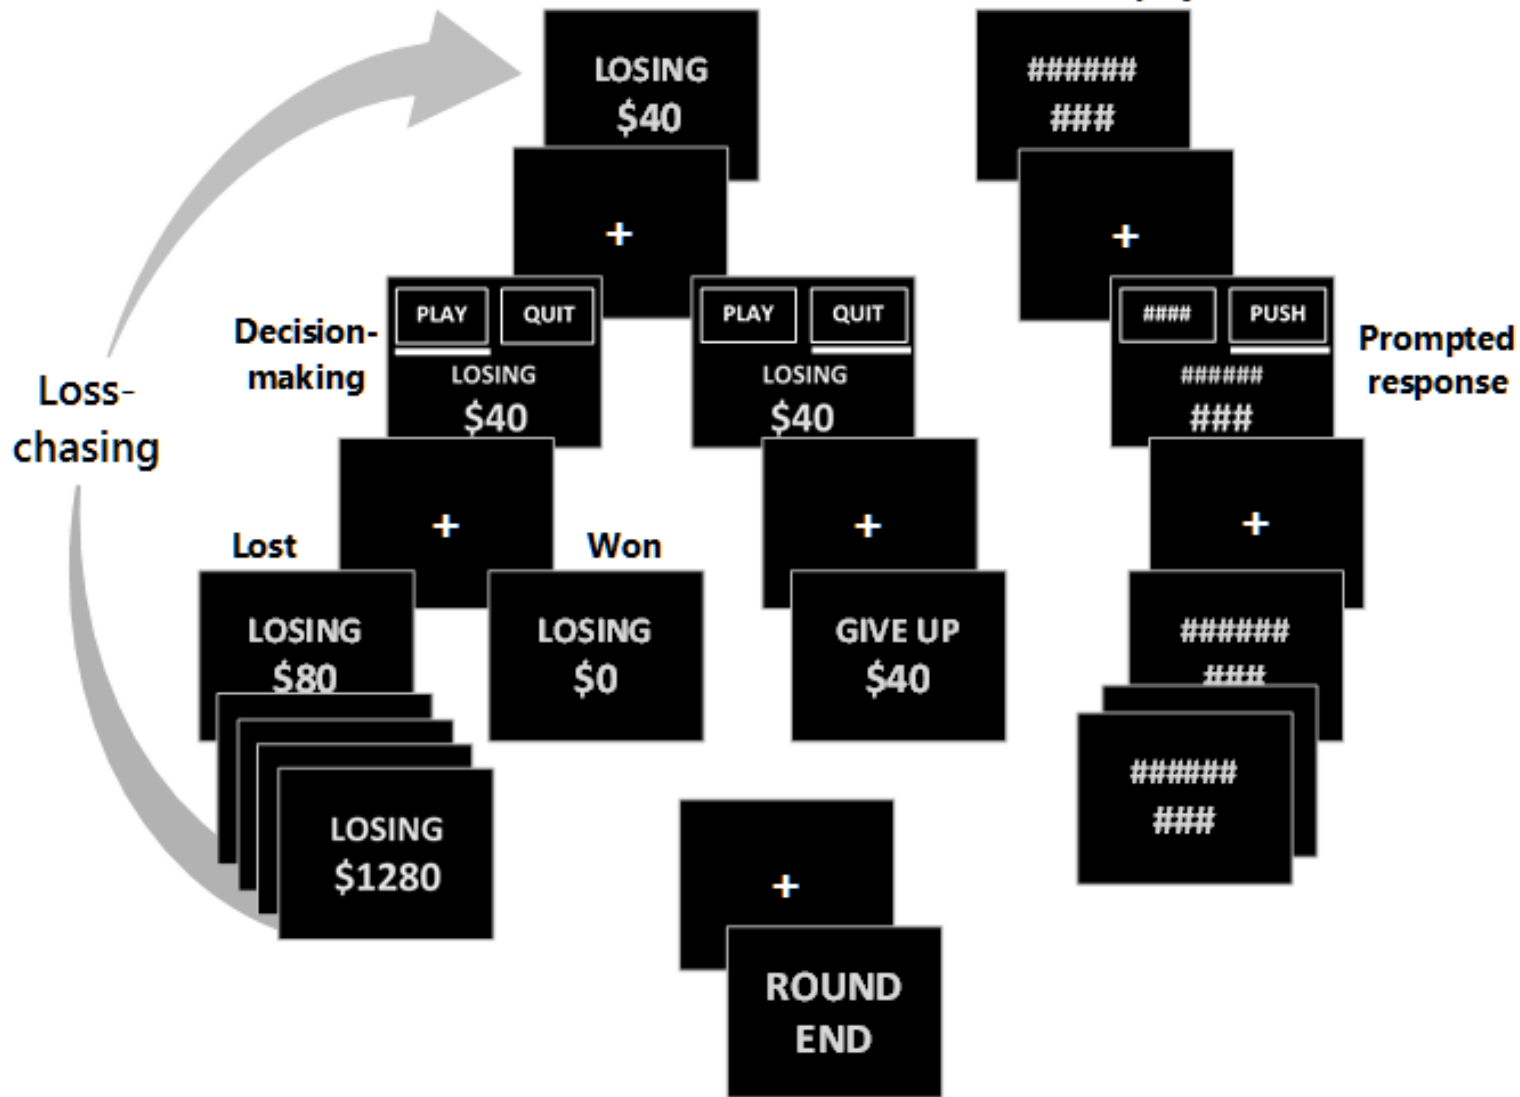 LOSING
$40
######
###
+
+
PLAY QUIT
LOSING
$40
PLAY QUIT
LOSING
$40
#### PUSH
######
###
Decision-
making
Prompted
response
Loss-
chasing
+
+
+
Lost
Won
LOSING
$80
LOSING
$0
GIVE UP
$40
######
###
LOSING
$1280
######
###
+
ROUND
END